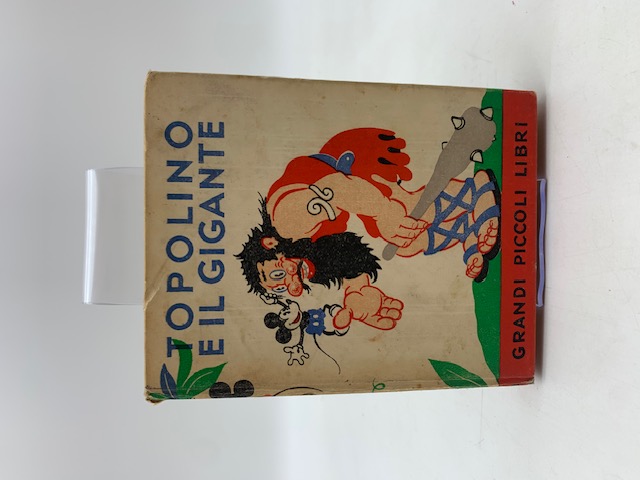 TOPOLINO
E IL GIGANTE
GRANDI PICCOLI LIBRI